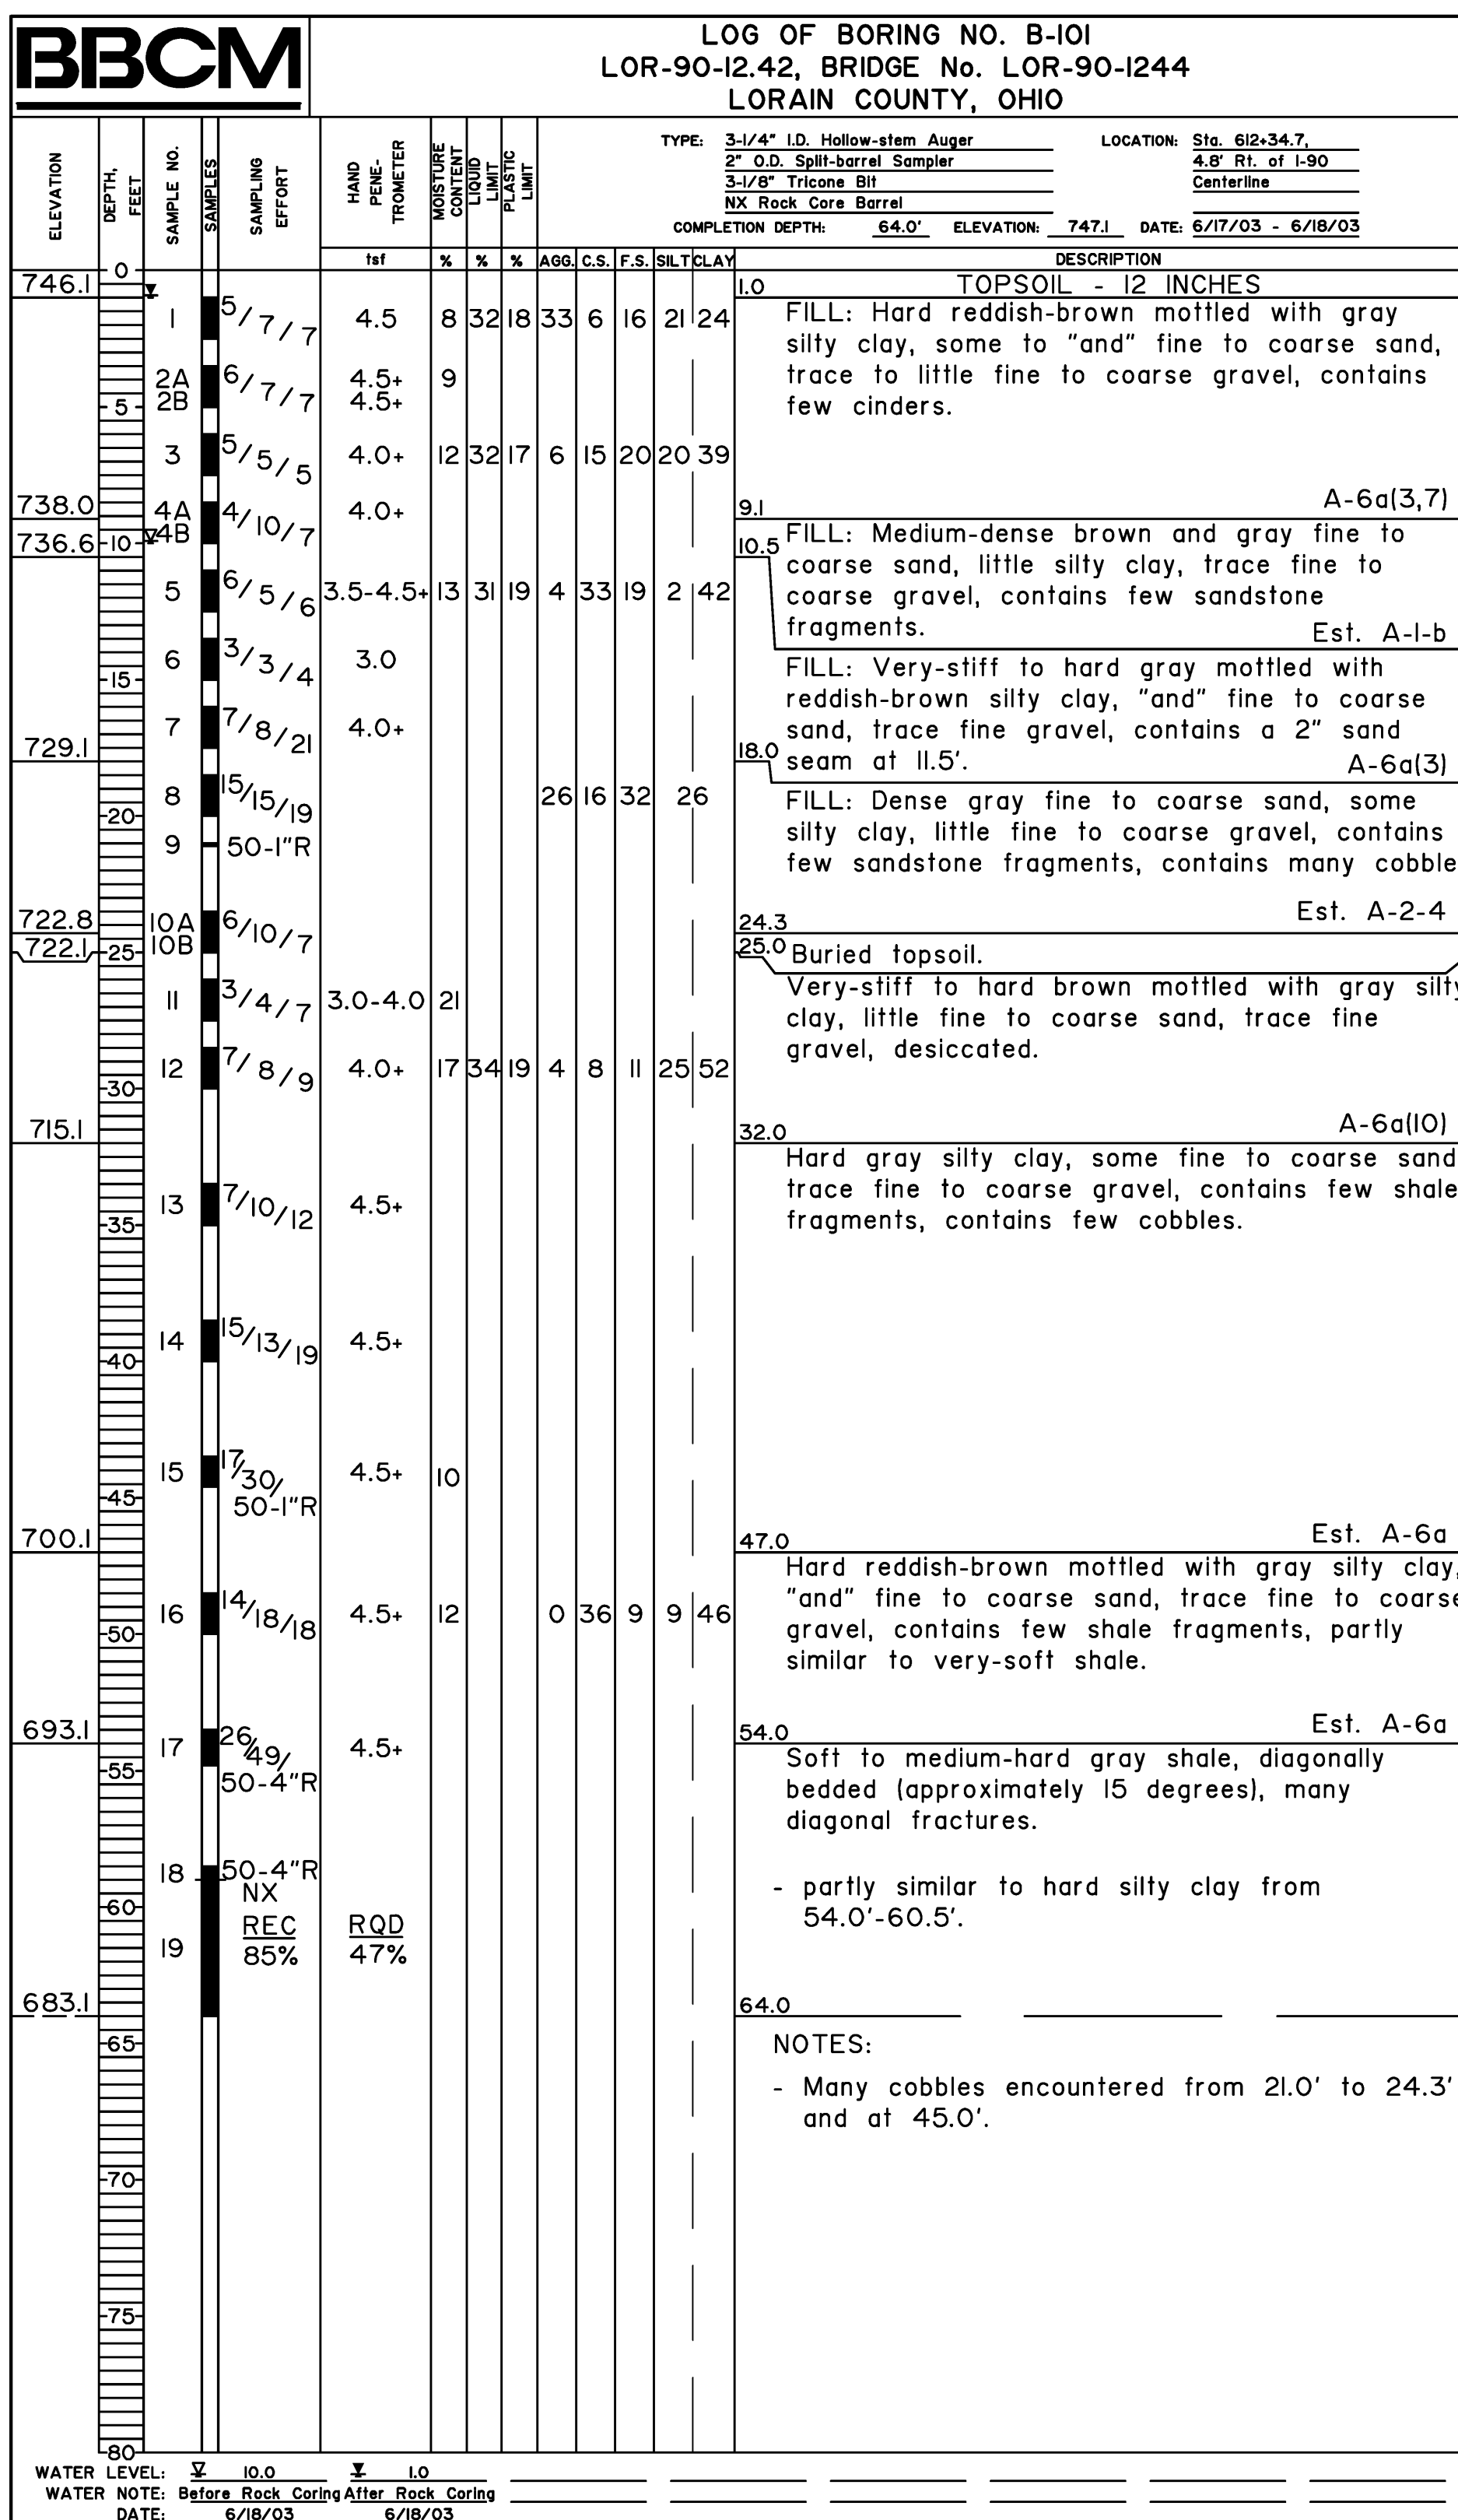 BBCM
LOG OF BORING NO. B-101
LOR-90-12.42, BRIDGE No. LOR-90-1244
LORAIN COUNTY, OHIO
ELEVATION
DEPTH, FEET
SAMPLE NO.
SAMPLES
SAMPLING EFFORT
HAND PENE-TROMETER
MOISTURE CONTENT
LIQUID LIMIT
PLASTIC LIMIT
TYPE: 3-1/4" I.D. Hollow-stem Auger LOCATION: Sta. 612+34.7,
2" O.D. Split-barrel Sampler 4.8' Rt. of I-90
3-1/8" Tricone Bit Centerline
NX Rock Core Barrel
COMPLETION DEPTH: 64.0' ELEVATION: 747.1 DATE: 6/17/03 - 6/18/03
tsf % % % AGG. C.S. F.S. SILT CLAY DESCRIPTION
0
746.1 1.0 TOPSOIL - 12 INCHES
1 5/7/7 4.5 8 32 18 33 6 16 21 24 FILL: Hard reddish-brown mottled with gray
silty clay, some to "and" fine to coarse sand,
2A 6/7/7 4.5+ 9 trace to little fine to coarse gravel, contains
5 2B 4.5+ few cinders.
3 5/5/5 4.0+ 12 32 17 6 15 20 20 39
738.0 4A 4/10/7 4.0+ 9.1 A-6a(3,7)
736.6 10 4B 10.5 FILL: Medium-dense brown and gray fine to
coarse sand, little silty clay, trace fine to
5 6/5/6 3.5-4.5+ 13 31 19 4 33 19 2 42 coarse gravel, contains few sandstone
fragments. Est. A-1-b
6 3/3/4 3.0 FILL: Very-stiff to hard gray mottled with
15 reddish-brown silty clay, "and" fine to coarse
7 7/8/21 4.0+ sand, trace fine gravel, contains a 2" sand
729.1 18.0 seam at 11.5'. A-6a(3)
8 15/15/19 26 16 32 26 FILL: Dense gray fine to coarse sand, some
20 silty clay, little fine to coarse gravel, contains
9 50-1"R few sandstone fragments, contains many cobble
722.8 10A 6/10/7 24.3 Est. A-2-4
722.1 25 10B 25.0 Buried topsoil.
11 3/4/7 3.0-4.0 21 Very-stiff to hard brown mottled with gray silty
clay, little fine to coarse sand, trace fine
12 7/8/9 4.0+ 17 34 19 4 8 11 25 52 gravel, desiccated.
30
715.1 32.0 A-6a(10)
Hard gray silty clay, some fine to coarse sand
13 7/10/12 4.5+ trace fine to coarse gravel, contains few shale
35 fragments, contains few cobbles.
14 15/13/19 4.5+
40
15 17/30/ 4.5+ 10
45 50-1"R
700.1 47.0 Est. A-6a
Hard reddish-brown mottled with gray silty clay,
16 14/18/18 4.5+ 12 0 36 9 9 46 "and" fine to coarse sand, trace fine to coarse
50 gravel, contains few shale fragments, partly
similar to very-soft shale.
693.1 54.0 Est. A-6a
17 26/49/ 4.5+ Soft to medium-hard gray shale, diagonally
55 50-4"R bedded (approximately 15 degrees), many
diagonal fractures.
18 50-4"R
NX - partly similar to hard silty clay from
60 REC RQD 54.0'-60.5'.
19 85% 47%
683.1 64.0
65 NOTES:
- Many cobbles encountered from 21.0' to 24.3'
and at 45.0'.
70
75
80
WATER LEVEL: 10.0 1.0
WATER NOTE: Before Rock Coring After Rock Coring
DATE: 6/18/03 6/18/03